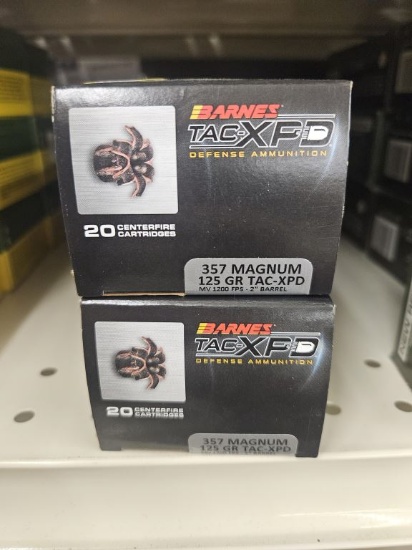 BARNES
TAC-XPD
DEFENSE AMMUNITION
20 CENTERFIRE
CARTRIDGES
357 MAGNUM
125 GR TAC-XPD
MV 1200 FPS - 2" BARREL
BARNES
TAC-XPD
DEFENSE AMMUNITION
20 CENTERFIRE
CARTRIDGES
357 MAGNUM
125 GR TAC-XPD